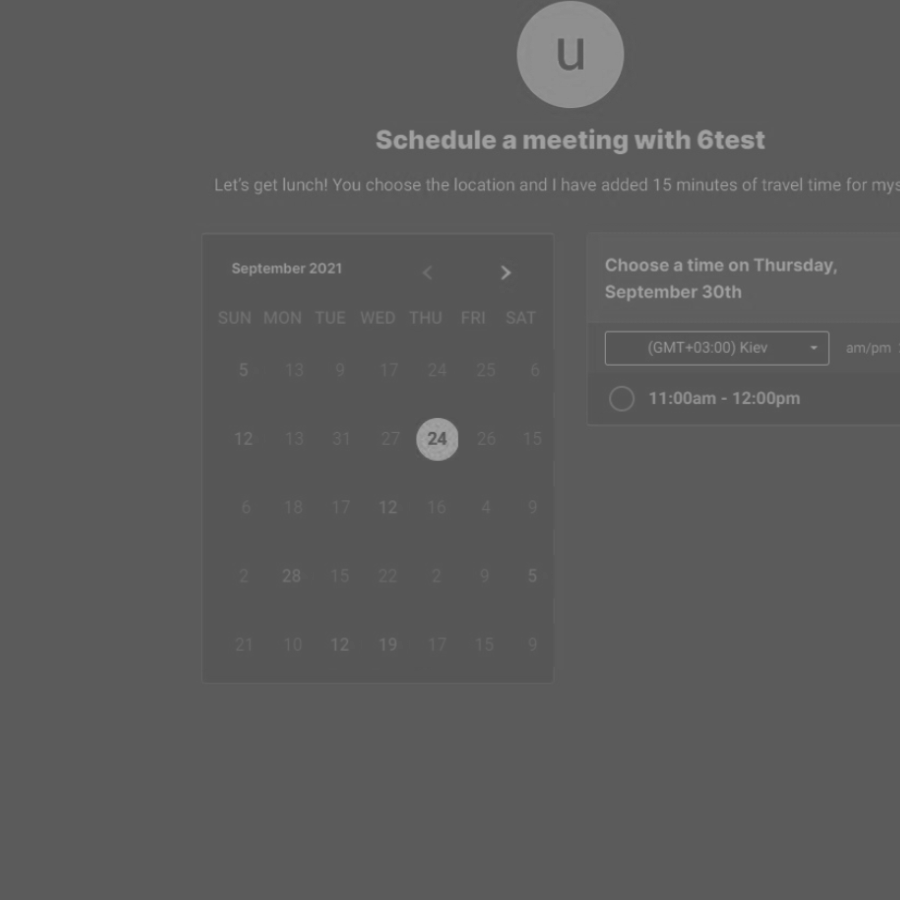 u
Schedule a meeting with 6test
Let's get lunch! You choose the location and I have added 15 minutes of travel time for mys
September 2021
SUN MON TUE WED THU FRI SAT
5 13 9 17 24 25 6
12 13 31 27 24 26 15
6 18 17 12 16 4 9
2 28 15 22 2 9 5
21 10 12 19 17 15 9
Choose a time on Thursday,
September 30th
(GMT+03:00) Kiev am/pm
11:00am - 12:00pm